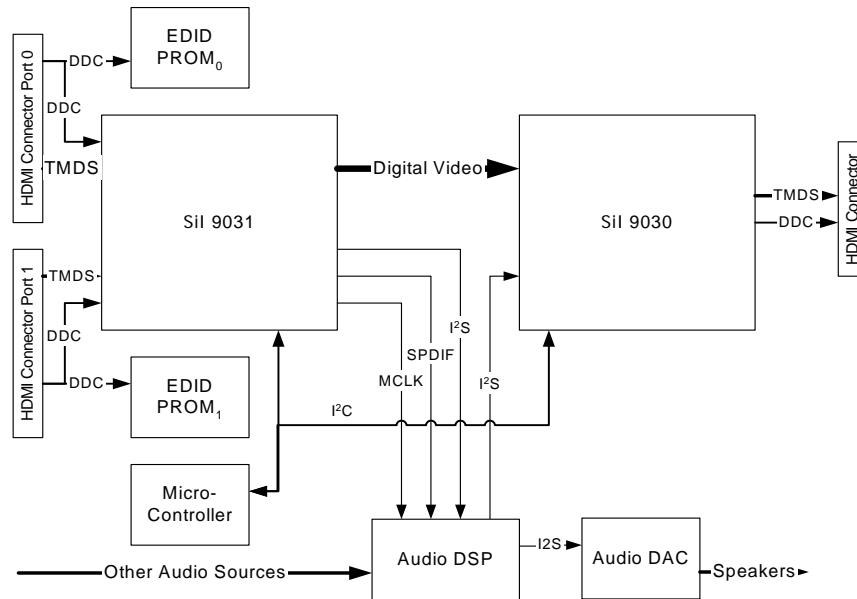 EDID
PROM0
DDC
HDMI Connector Port 0
DDC
TMDS
SiI 9031
Digital Video
SiI 9030
TMDS
DDC
HDMI Connector
HDMI Connector Port 1
TMDS
DDC
DDC
EDID
PROM1
I²S
SPDIF
MCLK
I²S
I²C
Micro-
Controller
Other Audio Sources
Audio DSP
I2S
Audio DAC
Speakers